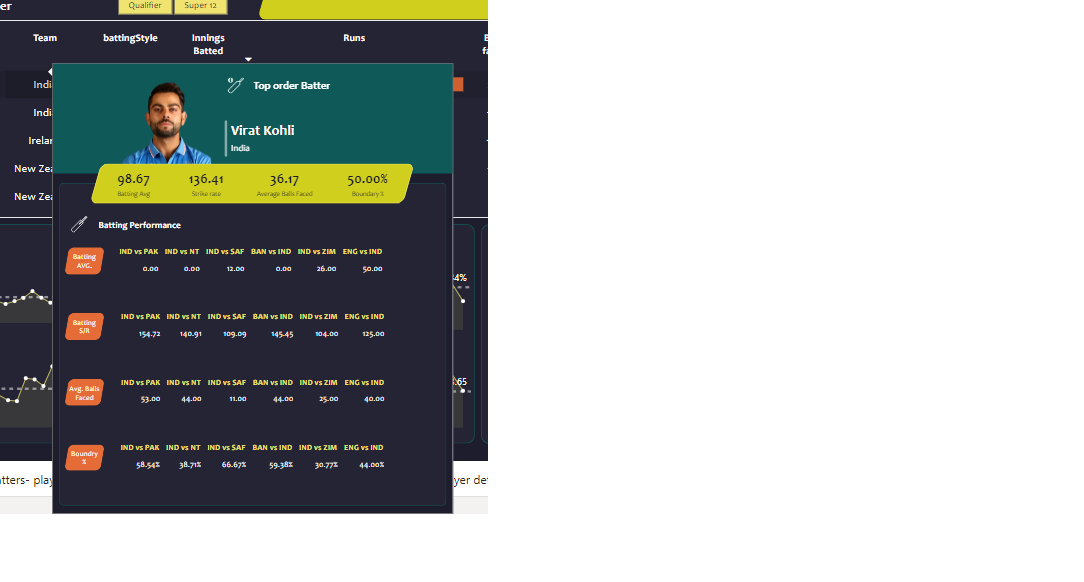 er
Qualifier Super 12
Team battingStyle Innings Batted Runs
Top order Batter
Virat Kohli
India
98.67 136.41 36.17 50.00%
Batting Avg Strike rate Average Balls Faced Boundary %
Batting Performance
IND vs PAK IND vs NT IND vs SAF BAN vs IND IND vs ZIM ENG vs IND
Batting AVG. 0.00 0.00 12.00 0.00 26.00 50.00
IND vs PAK IND vs NT IND vs SAF BAN vs IND IND vs ZIM ENG vs IND
Batting S/R 154.72 140.91 109.09 145.45 104.00 125.00
IND vs PAK IND vs NT IND vs SAF BAN vs IND IND vs ZIM ENG vs IND
Avg. Balls Faced 53.00 44.00 11.00 44.00 25.00 40.00
IND vs PAK IND vs NT IND vs SAF BAN vs IND IND vs ZIM ENG vs IND
Boundry % 58.54% 38.71% 66.67% 59.38% 30.77% 44.00%
Indi
Indi
Irelar
New Zea
New Zea
4%
65
tters- play
yer det